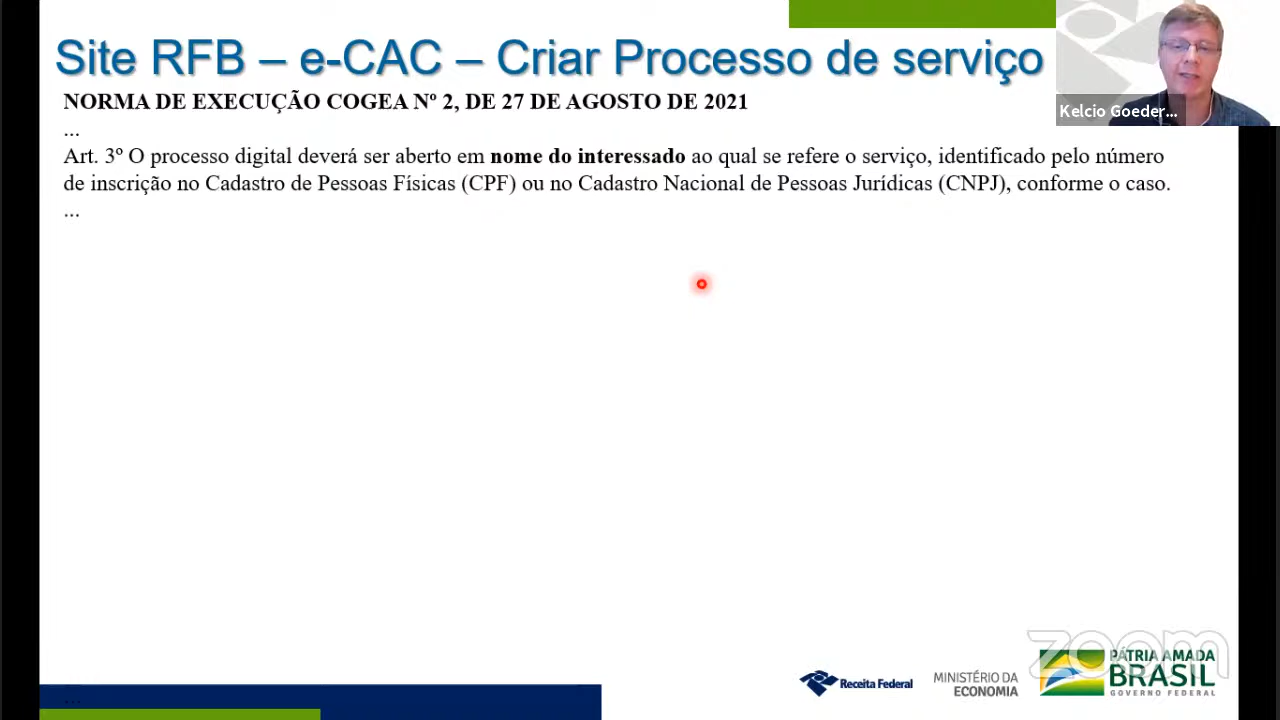 Site RFB – e-CAC – Criar Processo de serviço
NORMA DE EXECUÇÃO COGEA Nº 2, DE 27 DE AGOSTO DE 2021
...
Art. 3º O processo digital deverá ser aberto em nome do interessado ao qual se refere o serviço, identificado pelo número
de inscrição no Cadastro de Pessoas Físicas (CPF) ou no Cadastro Nacional de Pessoas Jurídicas (CNPJ), conforme o caso.
...
Kelcio Goeder...
zoom
Receita Federal
MINISTÉRIO DA
ECONOMIA
PÁTRIA AMADA
BRASIL
GOVERNO FEDERAL
...